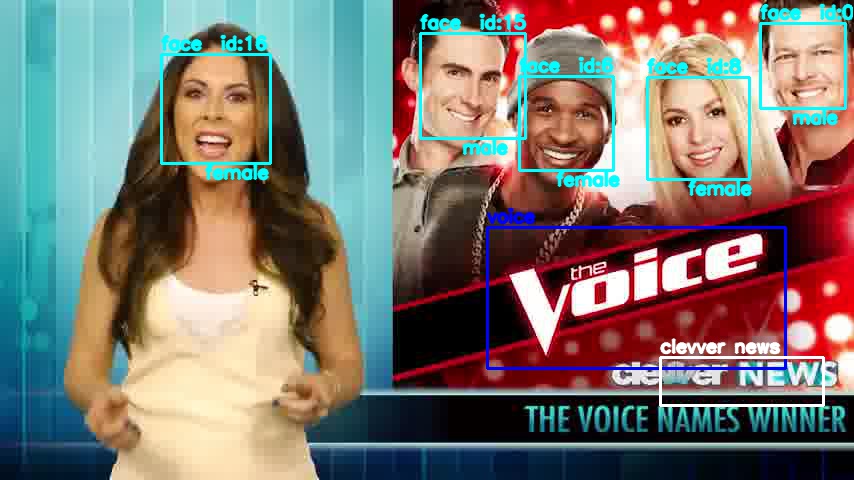 face id:16
female
face id:15
male
face id:6
female
face id:8
female
face id:0
male
voice
the
Voice
clevver news
clevver NEWS
THE VOICE NAMES WINNER